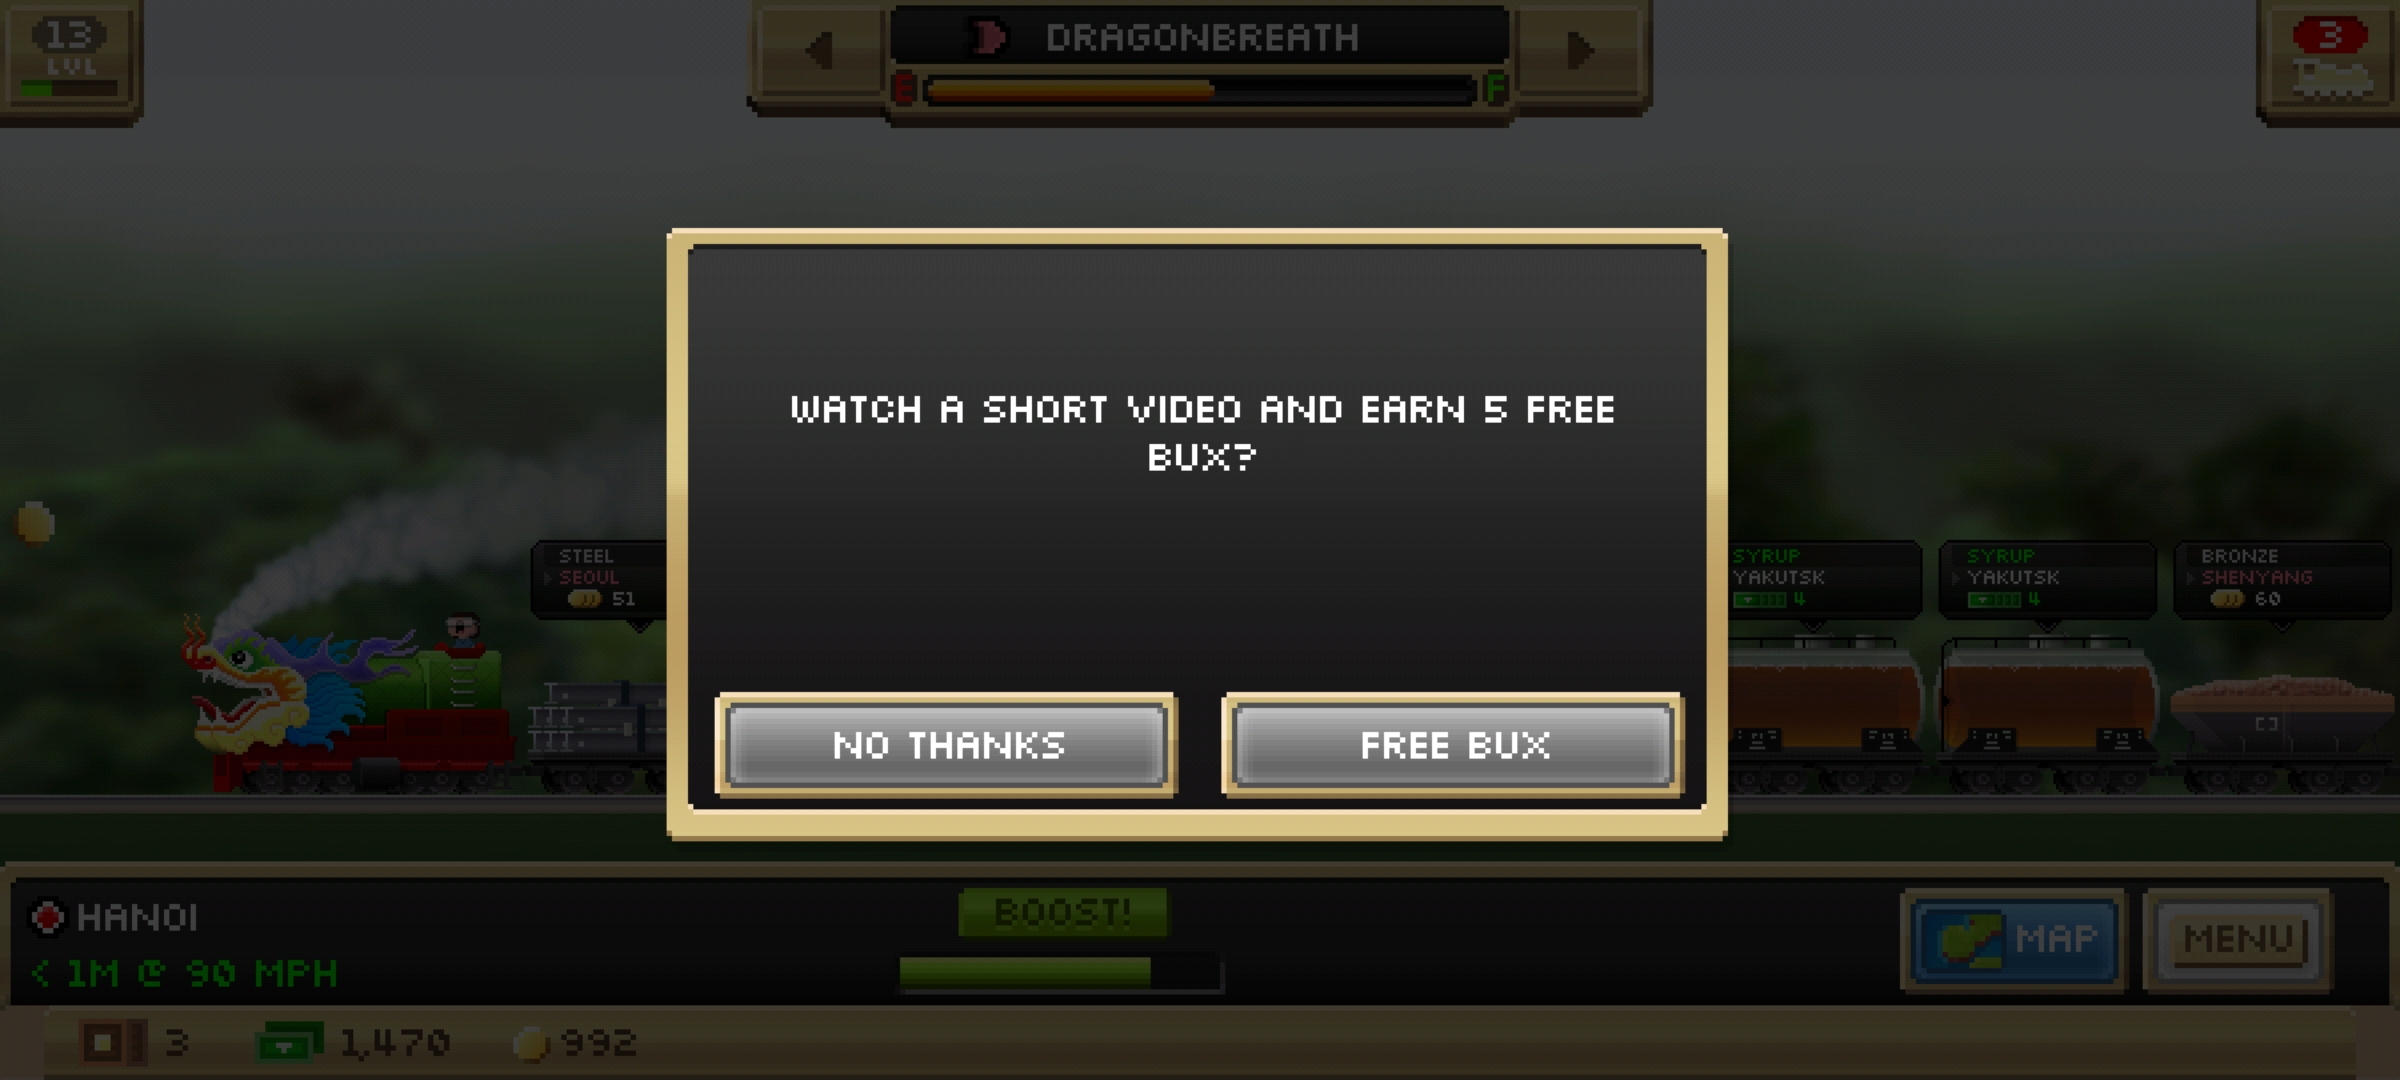 13
LVL
DRAGONBREATH
E F
3
WATCH A SHORT VIDEO AND EARN 5 FREE
BUX?
NO THANKS
FREE BUX
STEEL
SEOUL
51
SYRUP
YAKUTSK
4
SYRUP
YAKUTSK
4
BRONZE
SHENYANG
60
HANOI
< 1M @ 90 MPH
BOOST!
MAP
MENU
3
1,470
992